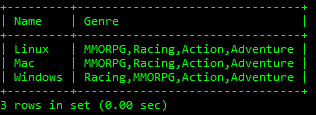 +---------+--------------------------------+
| Name    | Genre                          |
+---------+--------------------------------+
| Linux   | MMORPG,Racing,Action,Adventure |
| Mac     | MMORPG,Racing,Action,Adventure |
| Windows | Racing,MMORPG,Action,Adventure |
+---------+--------------------------------+
3 rows in set (0.00 sec)